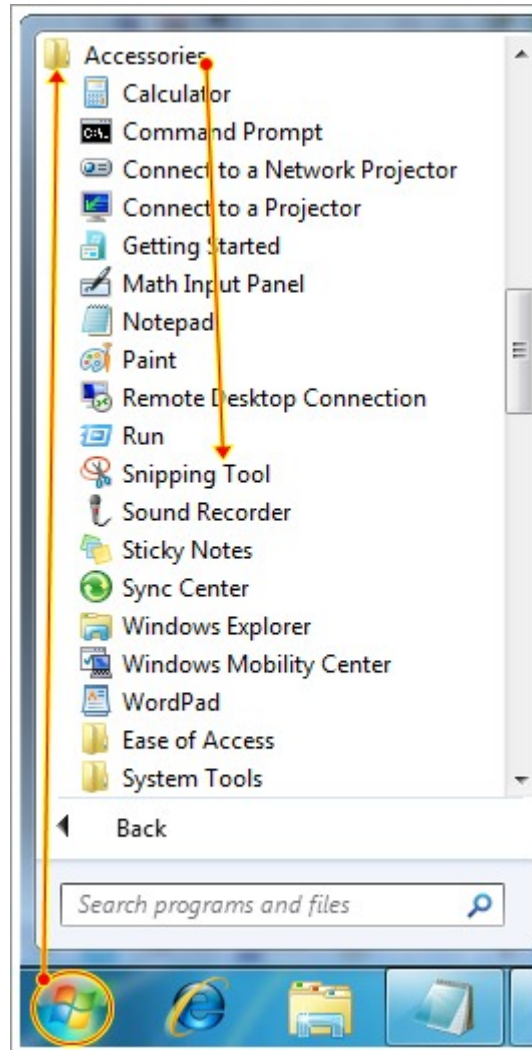 Accessories
Calculator
Command Prompt
Connect to a Network Projector
Connect to a Projector
Getting Started
Math Input Panel
Notepad
Paint
Remote Desktop Connection
Run
Snipping Tool
Sound Recorder
Sticky Notes
Sync Center
Windows Explorer
Windows Mobility Center
WordPad
Ease of Access
System Tools
Back
Search programs and files